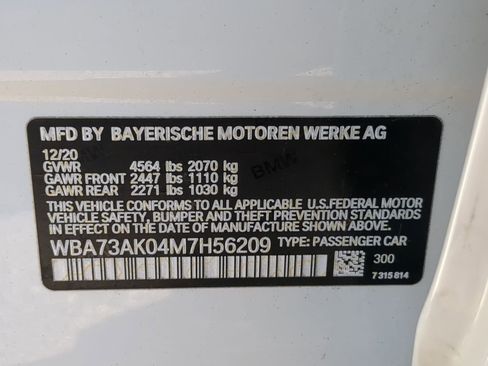 MFD BY BAYERISCHE MOTOREN WERKE AG
12/20
GVWR 4564 lbs 2070 kg
GAWR FRONT 2447 lbs 1110 kg
GAWR REAR 2271 lbs 1030 kg
BMW
THIS VEHICLE CONFORMS TO ALL APPLICABLE U.S.FEDERAL MOTOR
VEHICLE SAFETY, BUMPER AND THEFT PREVENTION STANDARDS
IN EFFECT ON THE DATE OF MANUFACTURE SHOWN ABOVE.
WBA73AK04M7H56209 TYPE: PASSENGER CAR
300
7 315 814